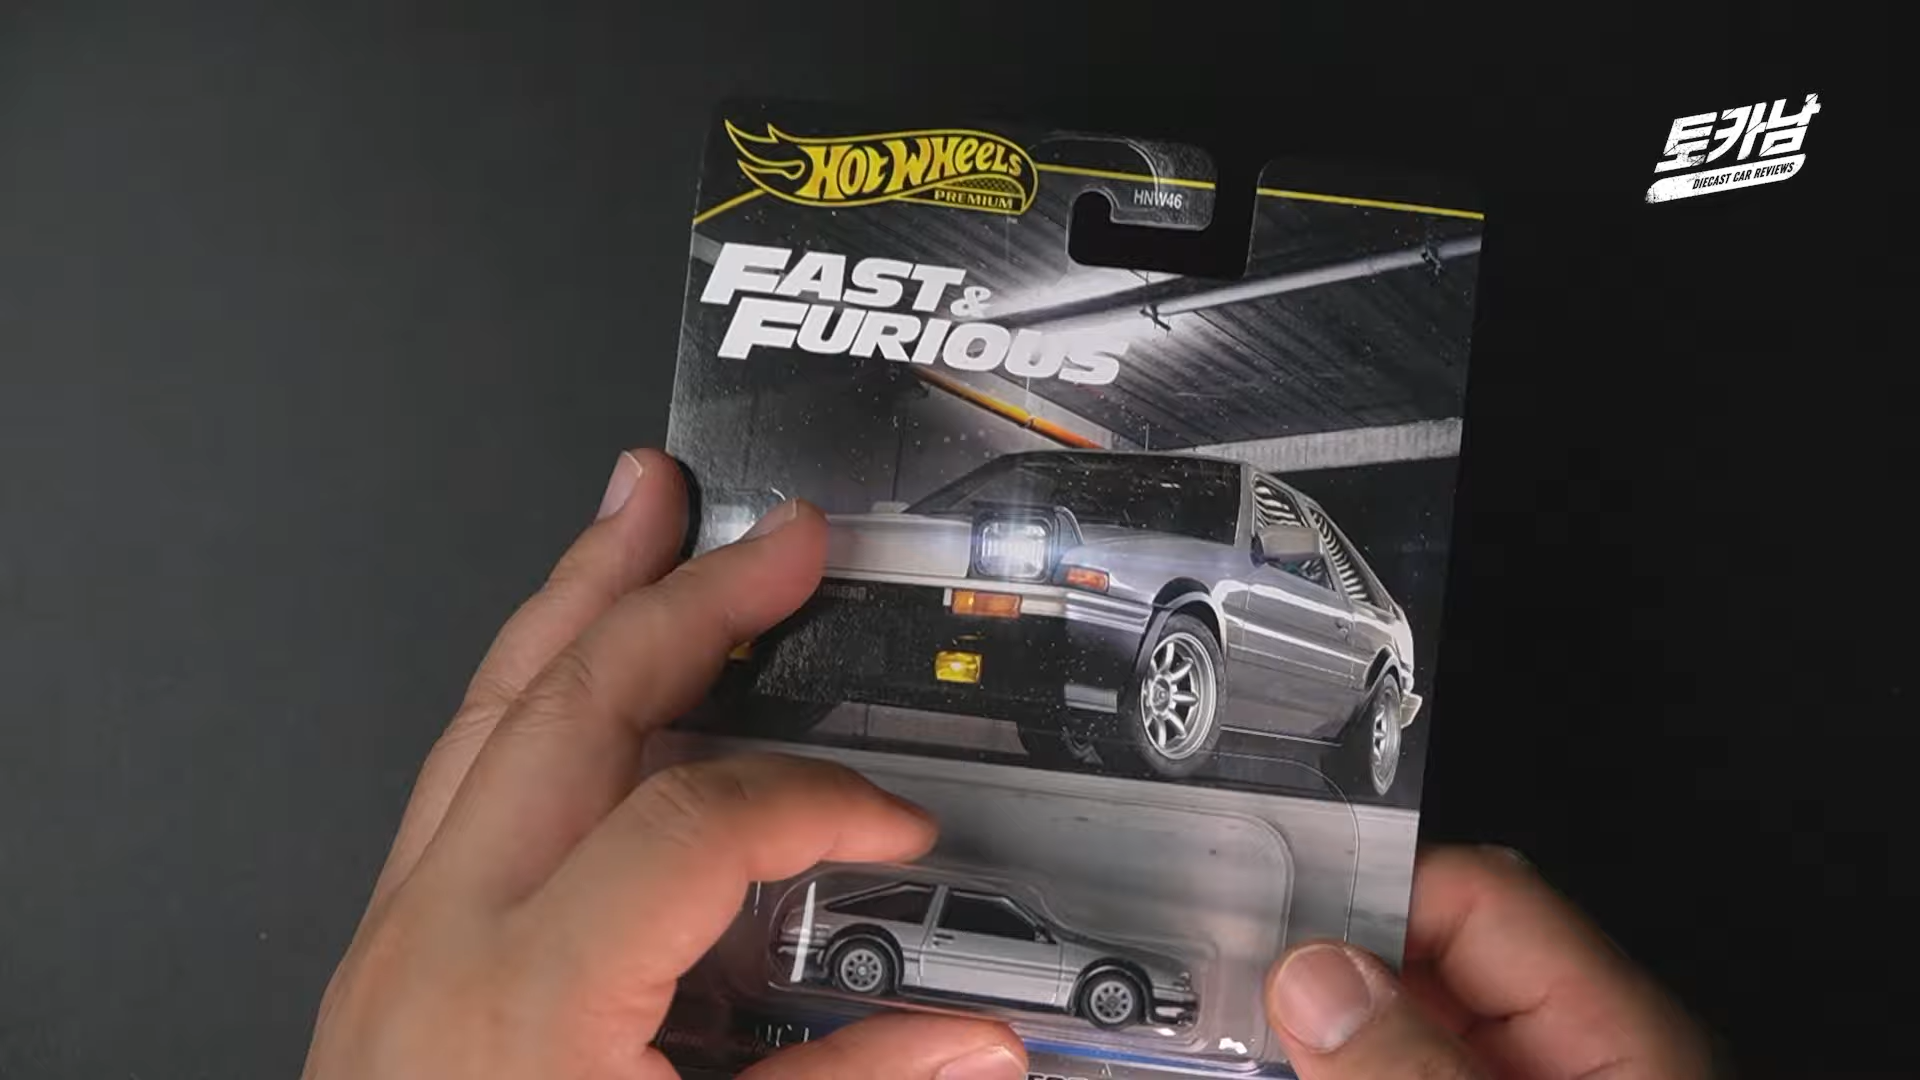 HOT WHEELS
PREMIUM
HNW46
FAST &
FURIOUS
토카남
DIECAST CAR REVIEWS